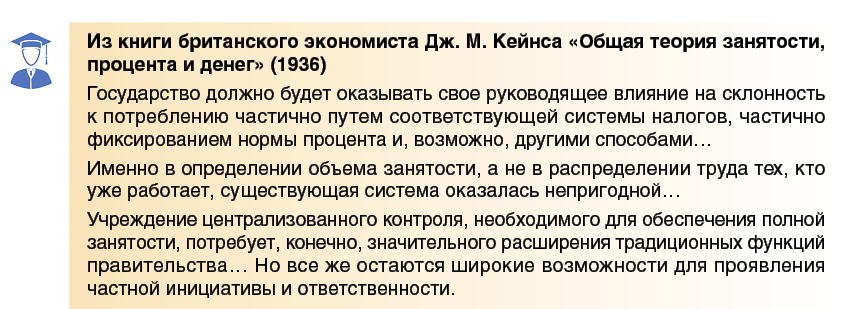 Из книги британского экономиста Дж. М. Кейнса «Общая теория занятости,
процента и денег» (1936)
Государство должно будет оказывать свое руководящее влияние на склонность
к потреблению частично путем соответствующей системы налогов, частично
фиксированием нормы процента и, возможно, другими способами…
Именно в определении объема занятости, а не в распределении труда тех, кто
уже работает, существующая система оказалась непригодной…
Учреждение централизованного контроля, необходимого для обеспечения полной
занятости, потребует, конечно, значительного расширения традиционных функций
правительства… Но все же остаются широкие возможности для проявления
частной инициативы и ответственности.